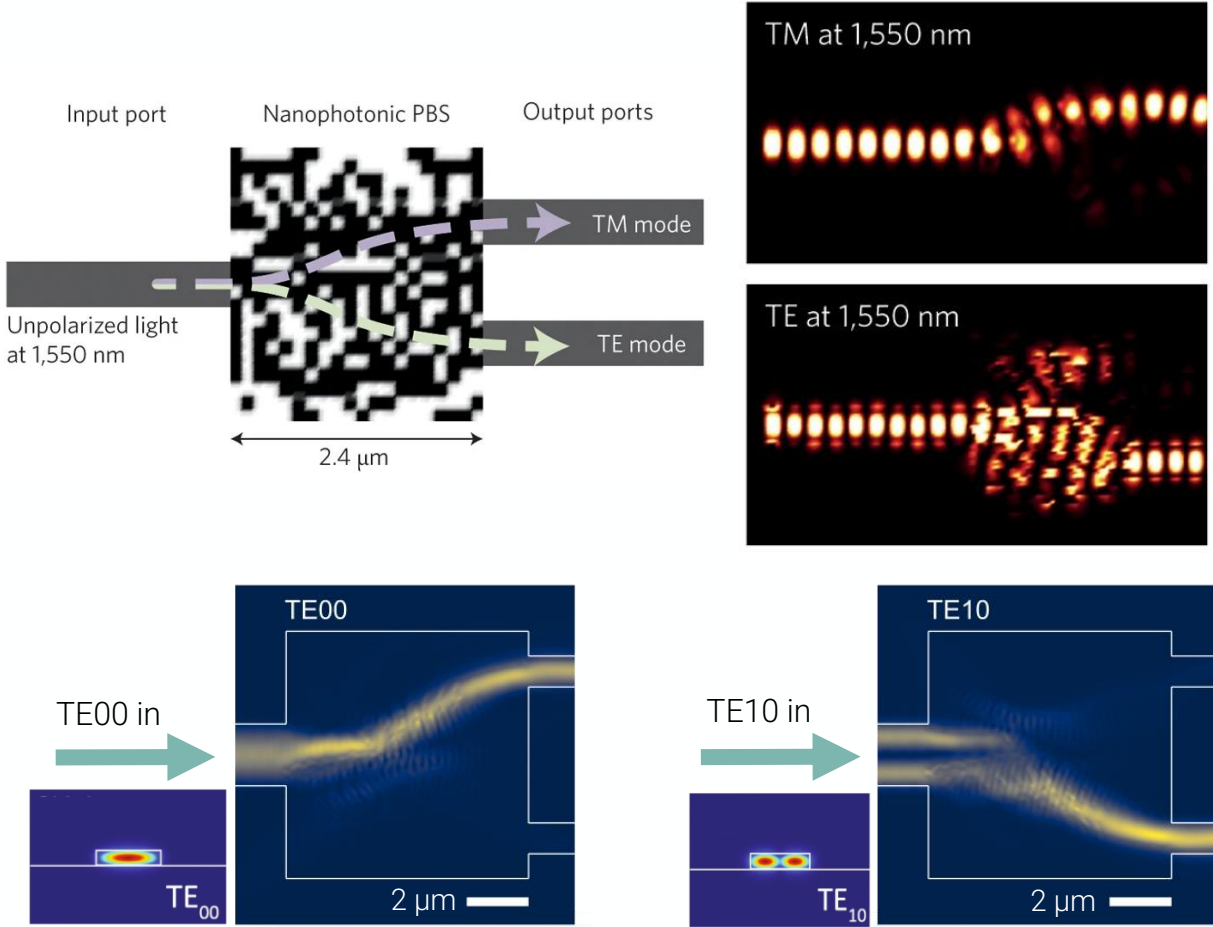 Input port
Nanophotonic PBS
Output ports
TM mode
TE mode
Unpolarized light
at 1,550 nm
2.4 µm
TM at 1,550 nm
TE at 1,550 nm
TE00
TE00 in
TE₀₀
2 µm
TE10
TE10 in
TE₁₀
2 µm